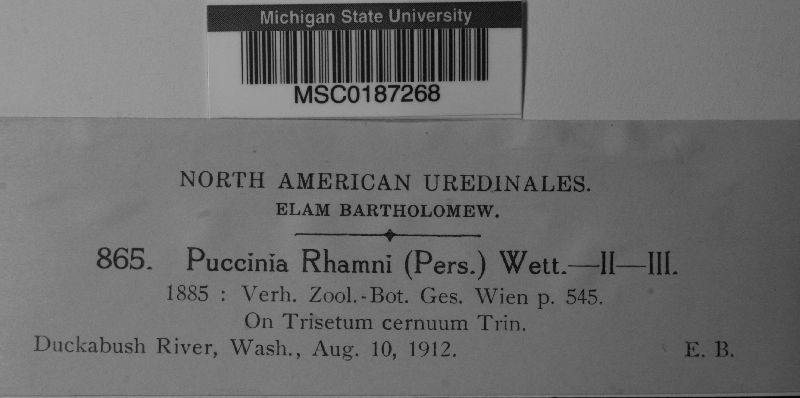 Michigan State University
MSC0187268
NORTH AMERICAN UREDINALES.
ELAM BARTHOLOMEW.
865. Puccinia Rhamni (Pers.) Wett.—II—III.
1885 : Verh. Zool.-Bot. Ges. Wien p. 545.
On Trisetum cernuum Trin.
Duckabush River, Wash., Aug. 10, 1912. E. B.